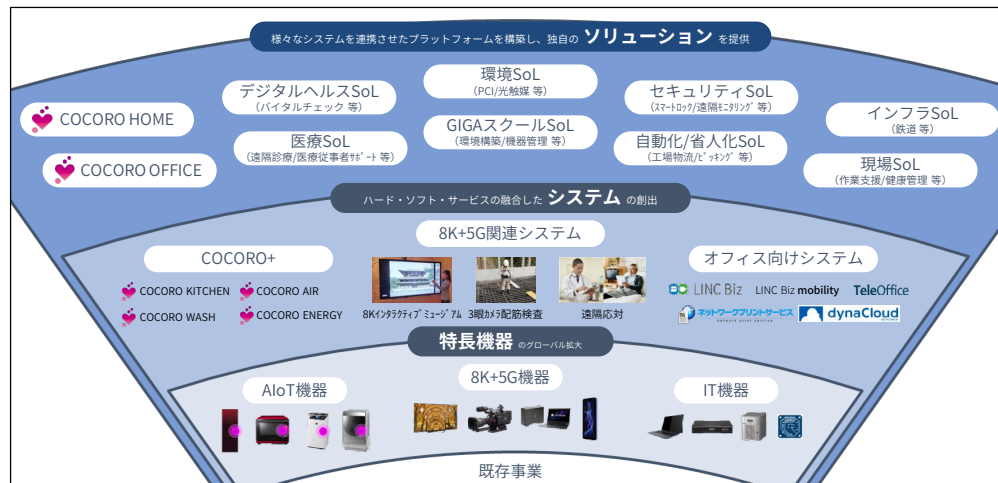 様々なシステムを連携させたプラットフォームを構築し、独自の ソリューション を提供
環境SoL
(PCI/光触媒 等)
デジタルヘルスSoL
(バイタルチェック 等)
セキュリティSoL
(スマートロック/遠隔モニタリング 等)
COCORO HOME
インフラSoL
(鉄道 等)
GIGAスクールSoL
(環境構築/機器管理 等)
医療SoL
(遠隔診療/医療従事者サポート 等)
自動化/省人化SoL
(工場物流/ピッキング 等)
COCORO OFFICE
現場SoL
(作業支援/健康管理 等)
ハード・ソフト・サービスの融合した システム の創出
8K+5G関連システム
COCORO+
オフィス向けシステム
COCORO KITCHEN
COCORO AIR
COCORO WASH
COCORO ENERGY
8Kインタラクティブミュージアム
3眼カメラ配筋検査
遠隔応対
LINC Biz
LINC Biz mobility
TeleOffice
ネットワークプリントサービス
network print service
dynaCloud
特長機器 のグローバル拡大
AIoT機器
8K+5G機器
IT機器
既存事業